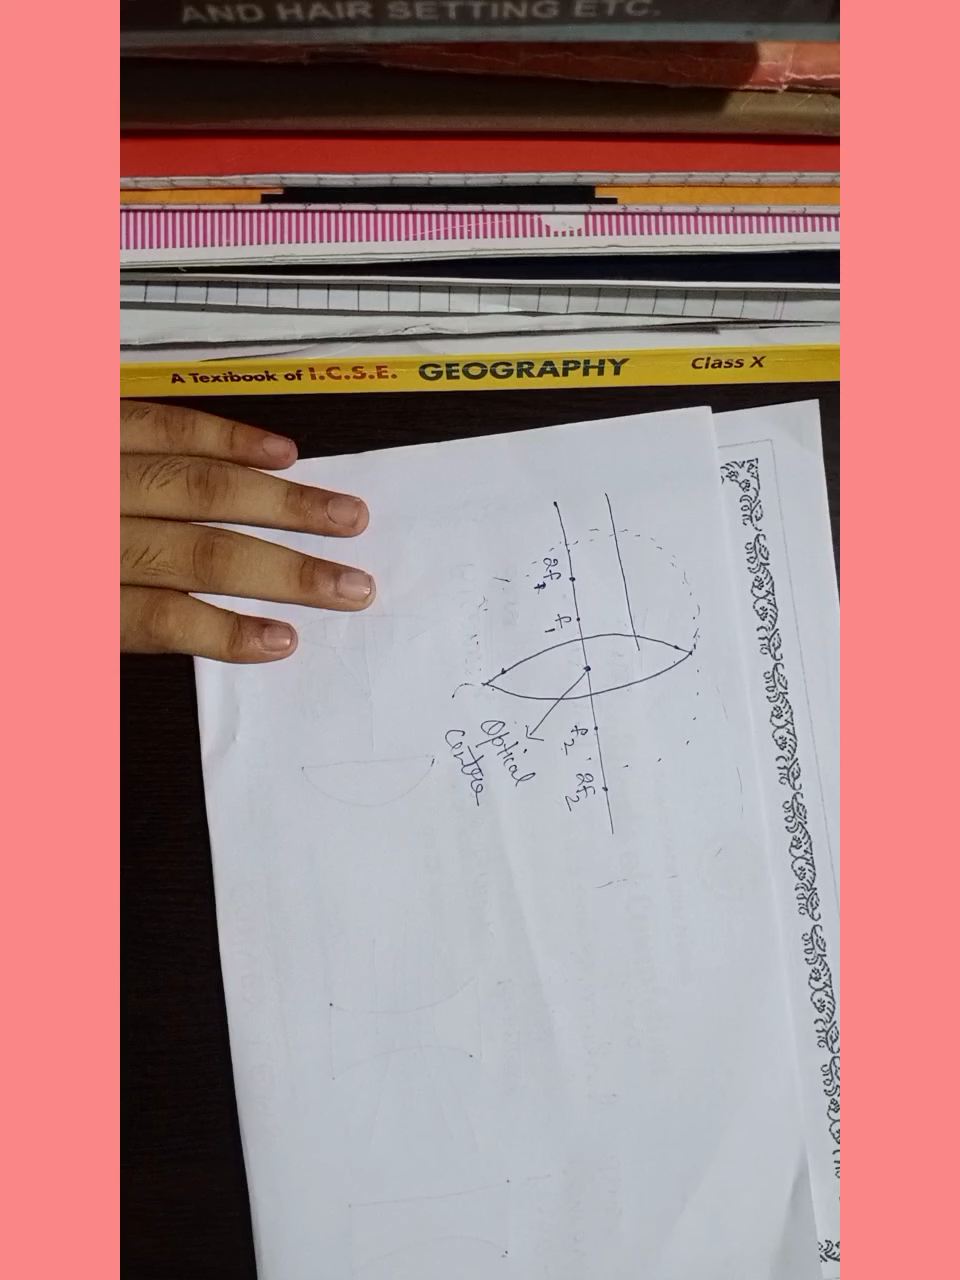 AND HAIR SETTING ETC.
A Textbook of I.C.S.E. GEOGRAPHY Class X
2f1
f1
f2
2f2
Optical
Centre